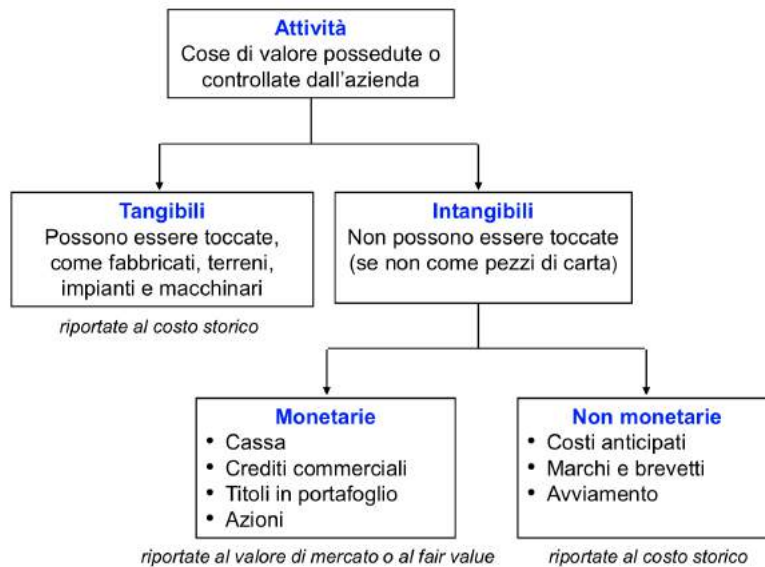 Attività
Cose di valore possedute o
controllate dall'azienda
Tangibili
Possono essere toccate,
come fabbricati, terreni,
impianti e macchinari
riportate al costo storico
Intangibili
Non possono essere toccate
(se non come pezzi di carta)
Monetarie
• Cassa
• Crediti commerciali
• Titoli in portafoglio
• Azioni
riportate al valore di mercato o al fair value
Non monetarie
• Costi anticipati
• Marchi e brevetti
• Avviamento
riportate al costo storico